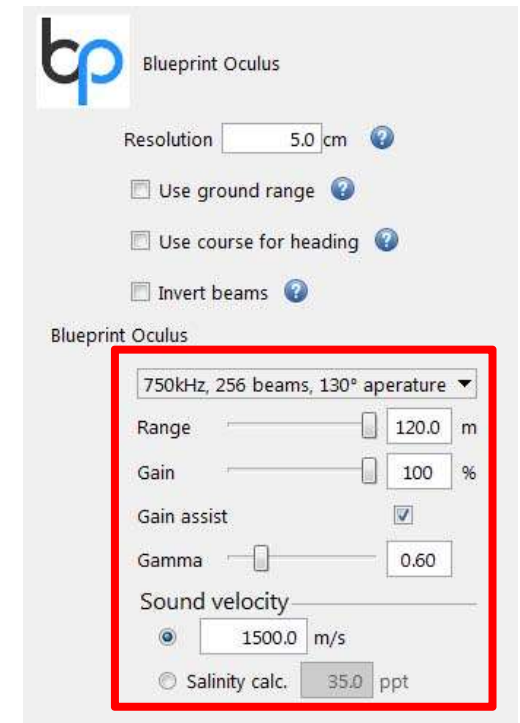 bp
Blueprint Oculus
Resolution 5.0 cm ?
Use ground range ?
Use course for heading ?
Invert beams ?
Blueprint Oculus
750kHz, 256 beams, 130° aperature
Range 120.0 m
Gain 100 %
Gain assist
Gamma 0.60
Sound velocity
1500.0 m/s
Salinity calc. 35.0 ppt